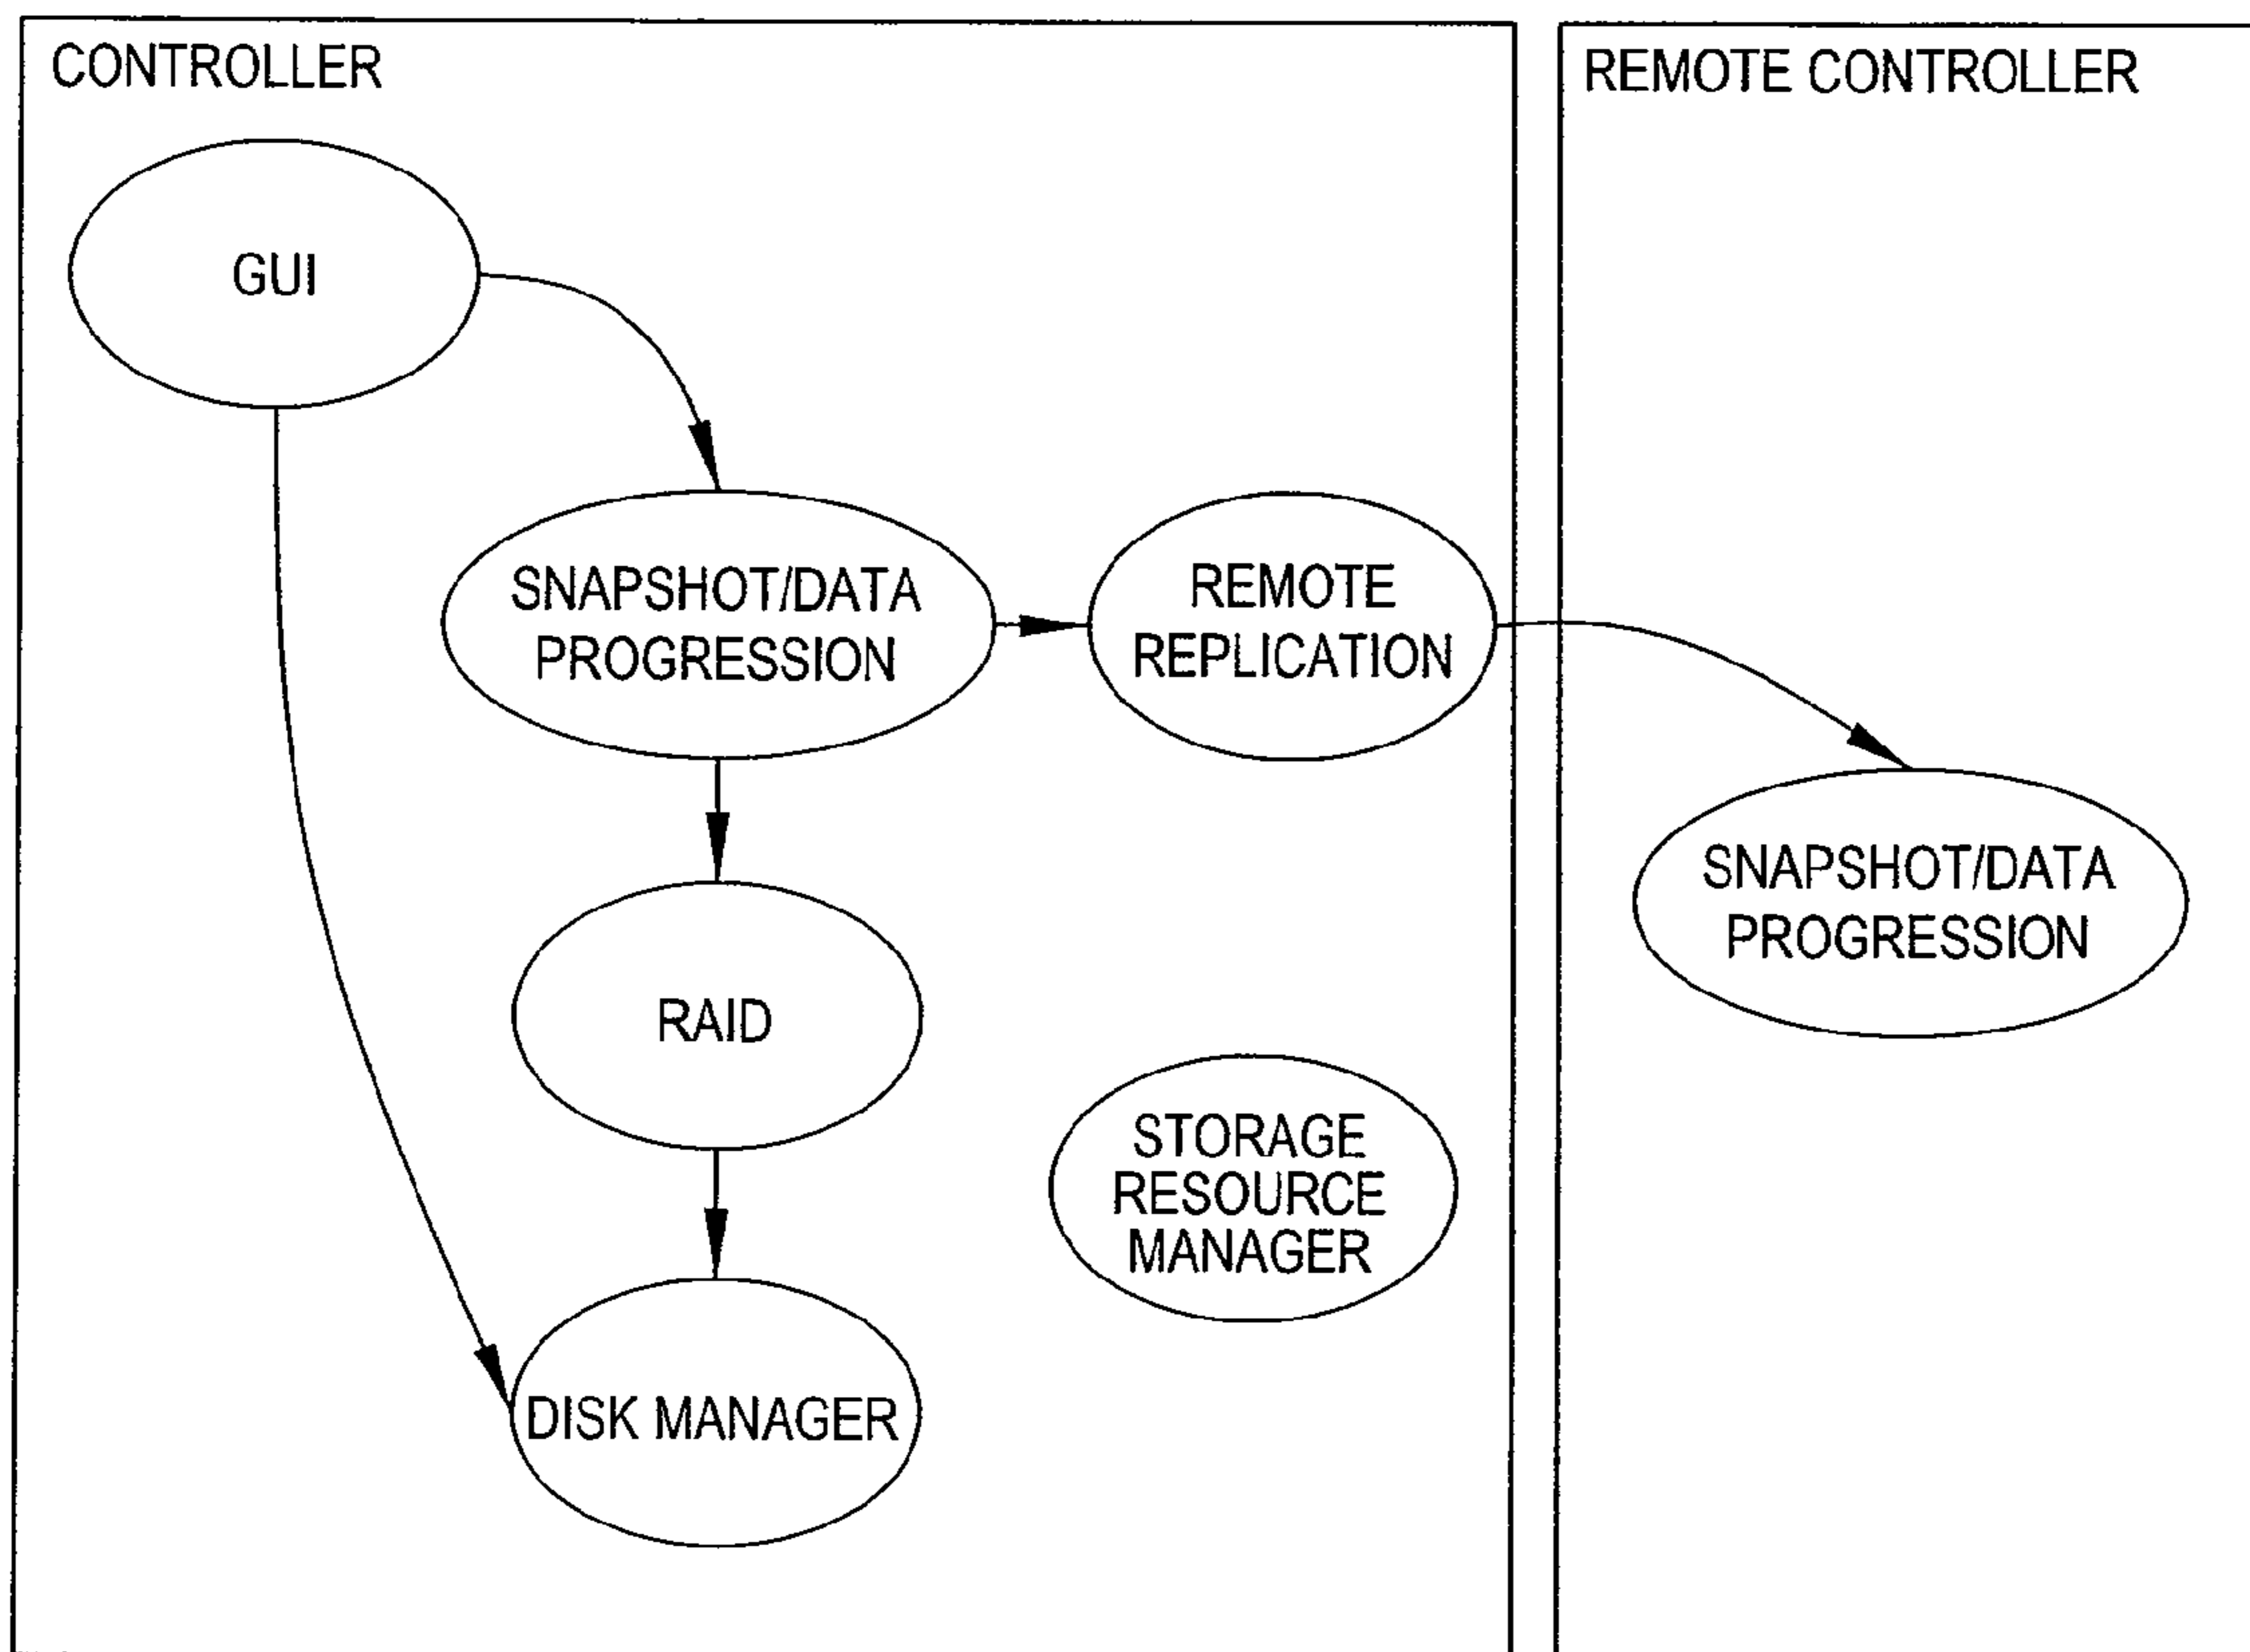 CONTROLLER
REMOTE CONTROLLER
GUI
SNAPSHOT/DATA
PROGRESSION
REMOTE
REPLICATION
SNAPSHOT/DATA
PROGRESSION
RAID
STORAGE
RESOURCE
MANAGER
DISK MANAGER